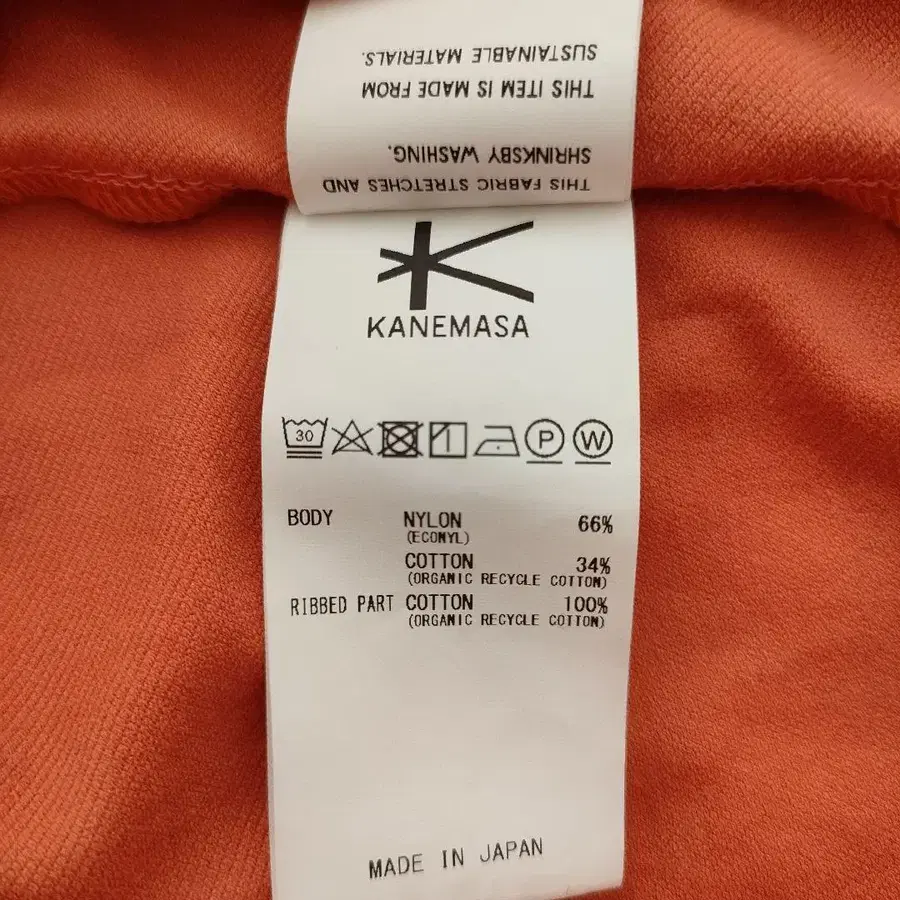 THIS FABRIC STRETCHES AND
SHRINKSBY WASHING.
THIS ITEM IS MADE FROM
SUSTAINABLE MATERIALS.
KANEMASA
30 P W
BODY NYLON 66%
(ECONYL)
COTTON 34%
(ORGANIC RECYCLE COTTON)
RIBBED PART COTTON 100%
(ORGANIC RECYCLE COTTON)
MADE IN JAPAN